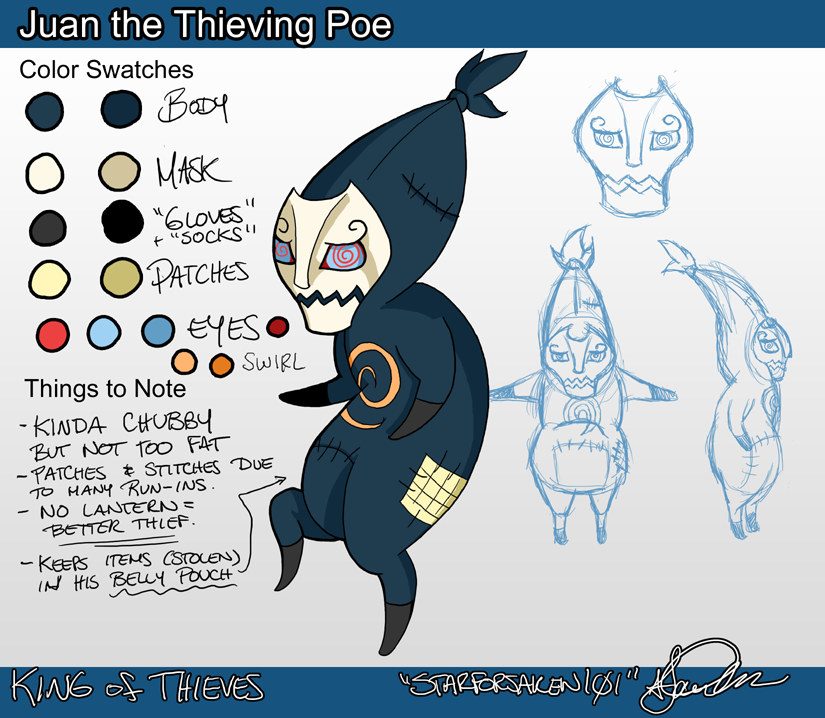 Juan the Thieving Poe
Color Swatches
BODY
MASK
"GLOVES"
+ "SOCKS"
PATCHES
EYES
SWIRL
Things to Note
- KINDA CHUBBY
BUT NOT TOO FAT
- PATCHES & STITCHES DUE
TO MANY RUN-INS.
- NO LANTERN =
BETTER THIEF.
- KEEPS ITEMS (STOLEN)
IN HIS BELLY POUCH
KING OF THIEVES
"STARFORSAKEN101"